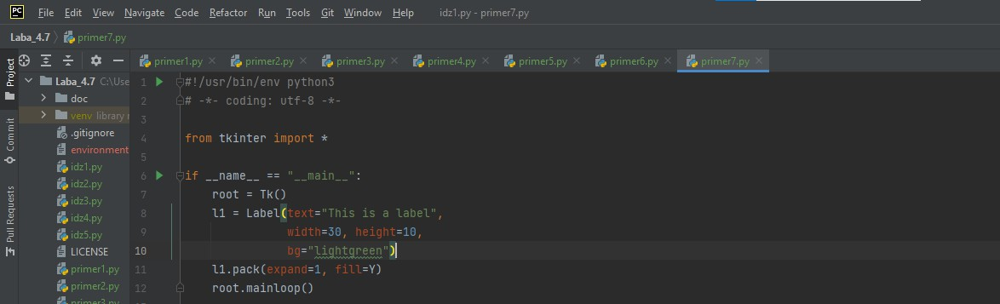 PC File Edit View Navigate Code Refactor Run Tools Git Window Help idz1.py - primer7.py
Laba_4.7 primer7.py
Project
Commit
Pull Requests
Laba_4.7 C:\Use
doc
venv library r
.gitignore
environment
idz1.py
idz2.py
idz3.py
idz4.py
idz5.py
LICENSE
primer1.py
primer2.py
primer3.py
primer1.py primer2.py primer3.py primer4.py primer5.py primer6.py primer7.py
1 #!/usr/bin/env python3
2 # -*- coding: utf-8 -*-
3
4 from tkinter import *
5
6 if __name__ == "__main__":
7 root = Tk()
8 l1 = Label(text="This is a label",
9 width=30, height=10,
10 bg="lightgreen")
11 l1.pack(expand=1, fill=Y)
12 root.mainloop()